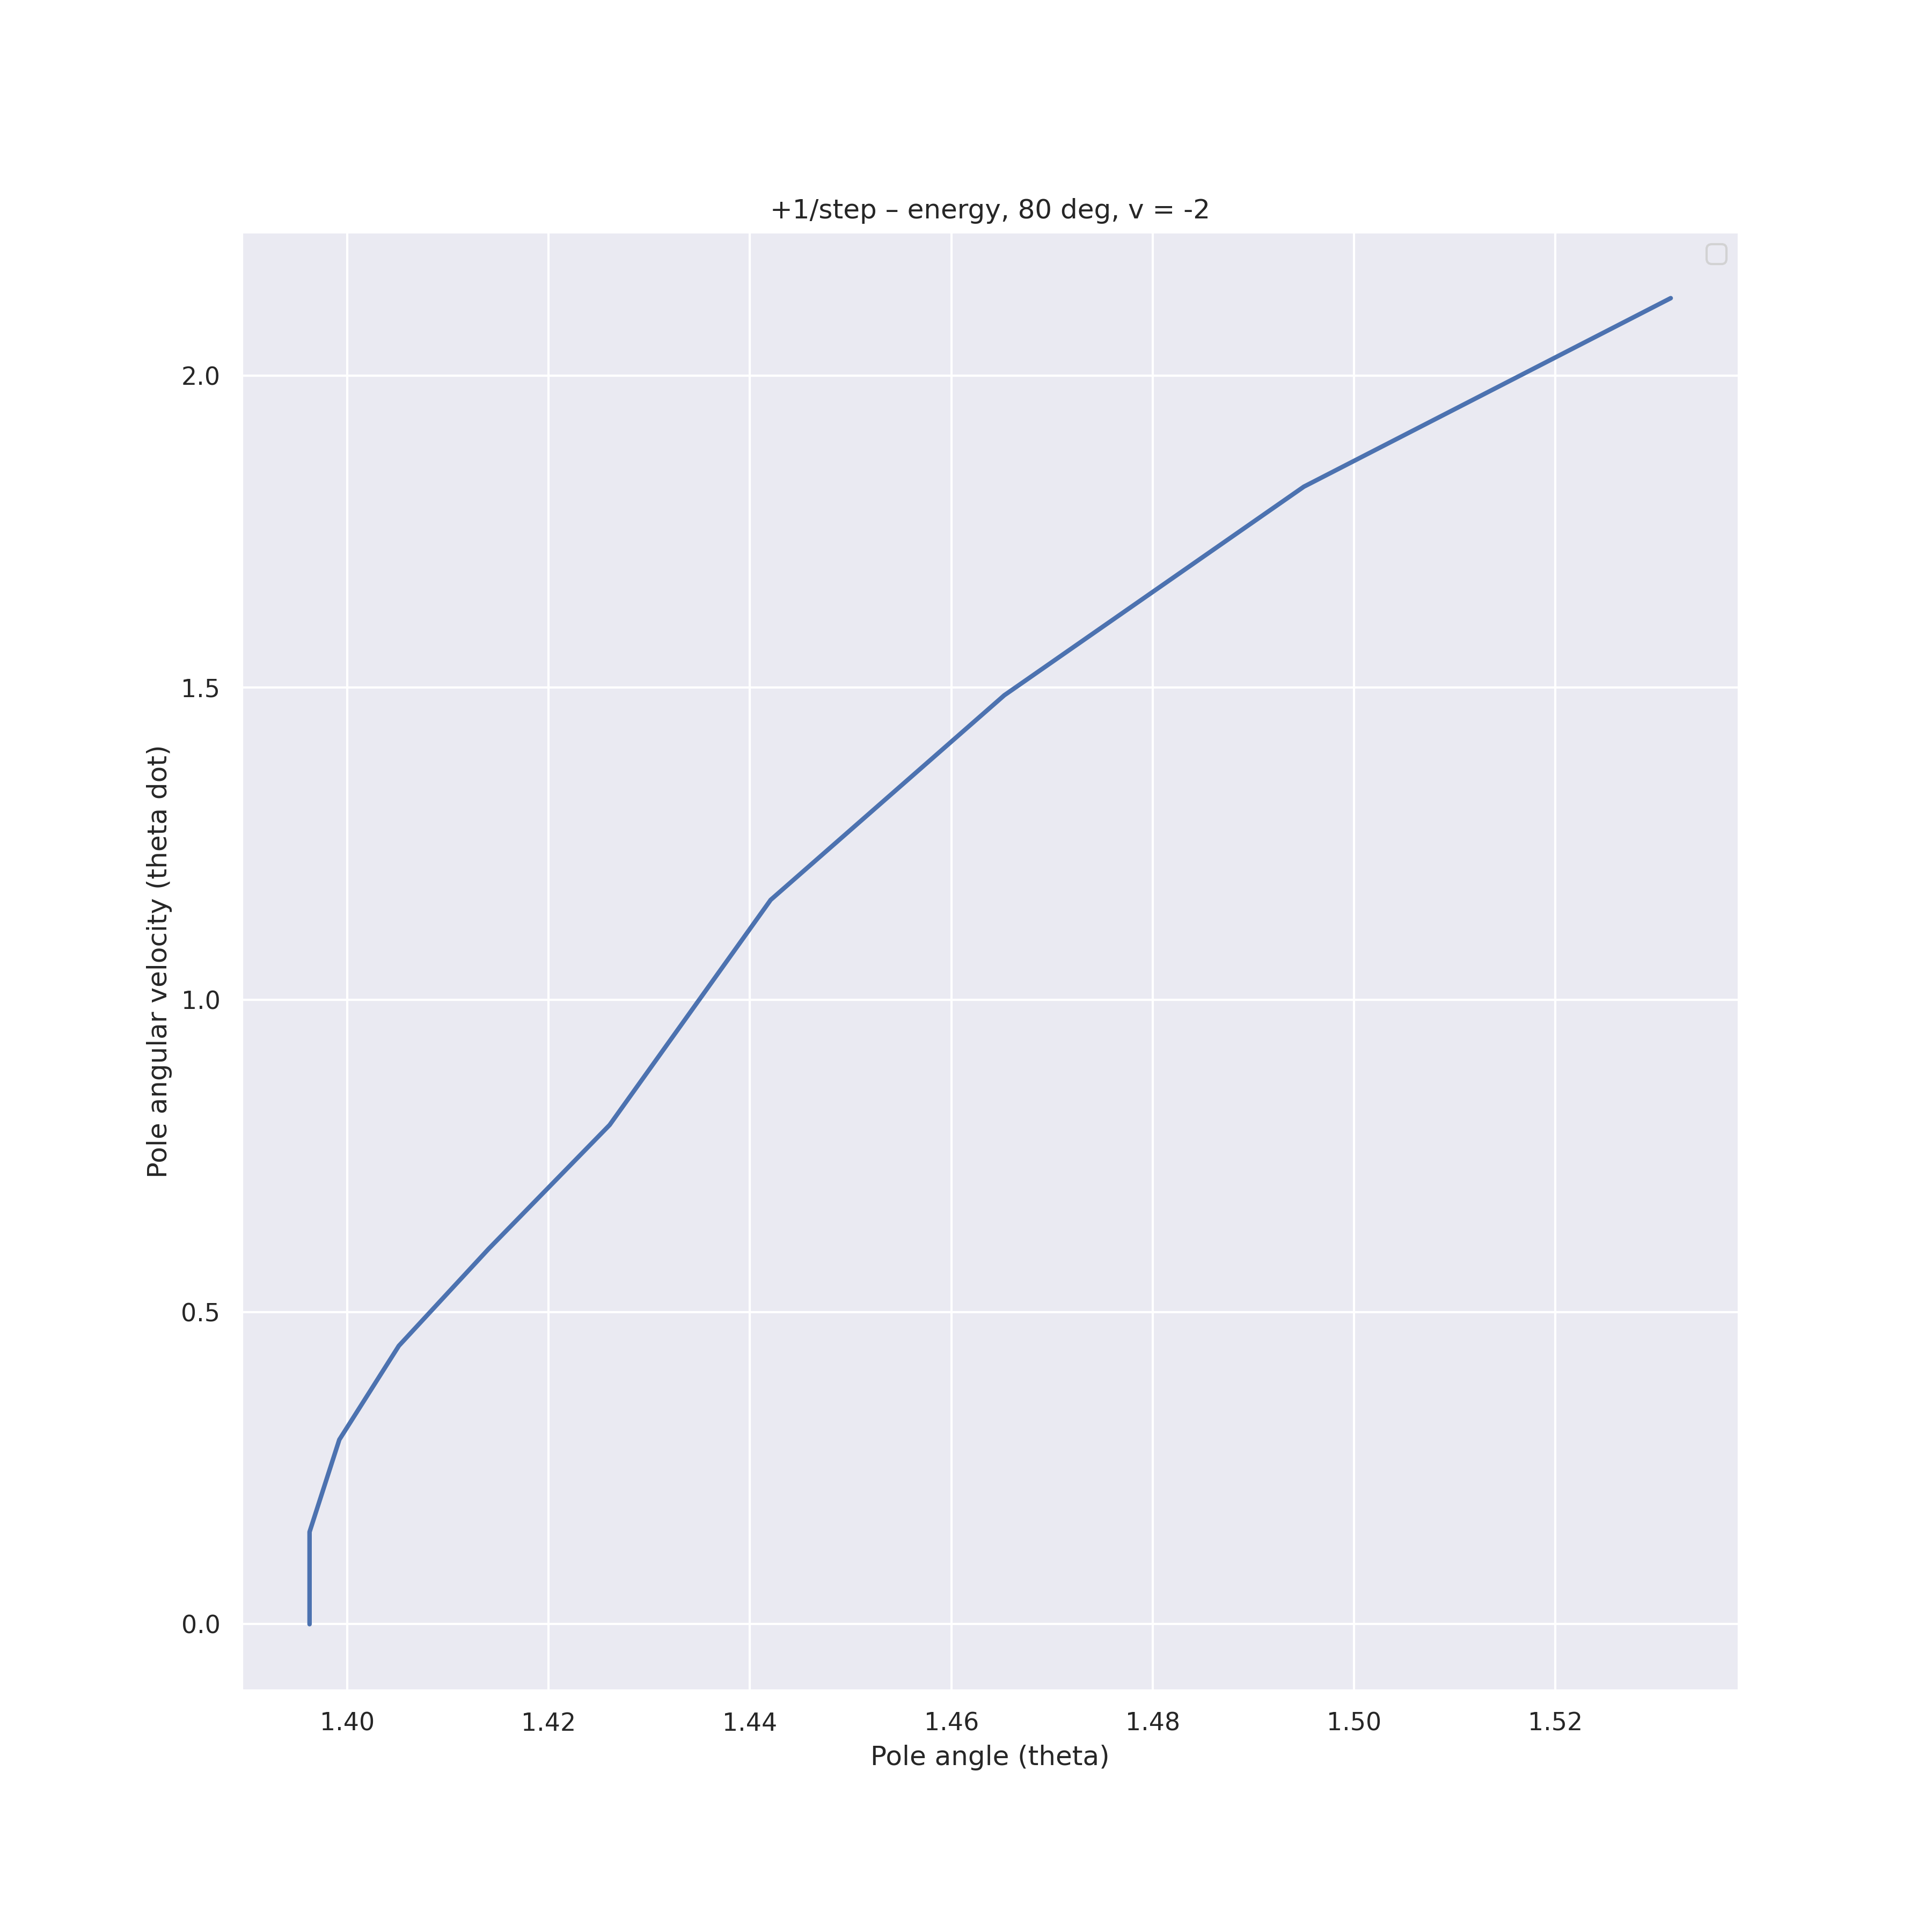 +1/step – energy, 80 deg, v = -2
2.0
1.5
1.0
0.5
0.0
Pole angular velocity (theta dot)
1.40 1.42 1.44 1.46 1.48 1.50 1.52
Pole angle (theta)